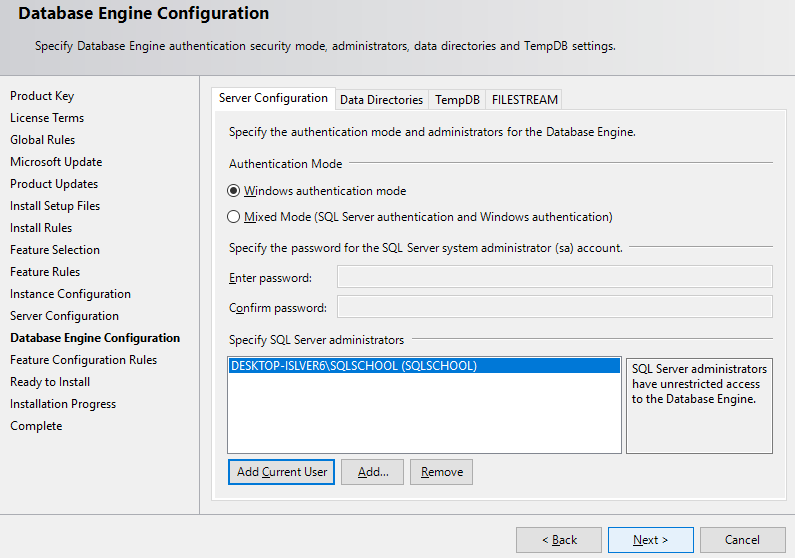 Database Engine Configuration
Specify Database Engine authentication security mode, administrators, data directories and TempDB settings.
Product Key
License Terms
Global Rules
Microsoft Update
Product Updates
Install Setup Files
Install Rules
Feature Selection
Feature Rules
Instance Configuration
Server Configuration
Database Engine Configuration
Feature Configuration Rules
Ready to Install
Installation Progress
Complete
Server Configuration Data Directories TempDB FILESTREAM
Specify the authentication mode and administrators for the Database Engine.
Authentication Mode
Windows authentication mode
Mixed Mode (SQL Server authentication and Windows authentication)
Specify the password for the SQL Server system administrator (sa) account.
Enter password:
Confirm password:
Specify SQL Server administrators
DESKTOP-ISLVER6\SQLSCHOOL (SQLSCHOOL)
SQL Server administrators
have unrestricted access
to the Database Engine.
Add Current User Add... Remove
< Back Next > Cancel